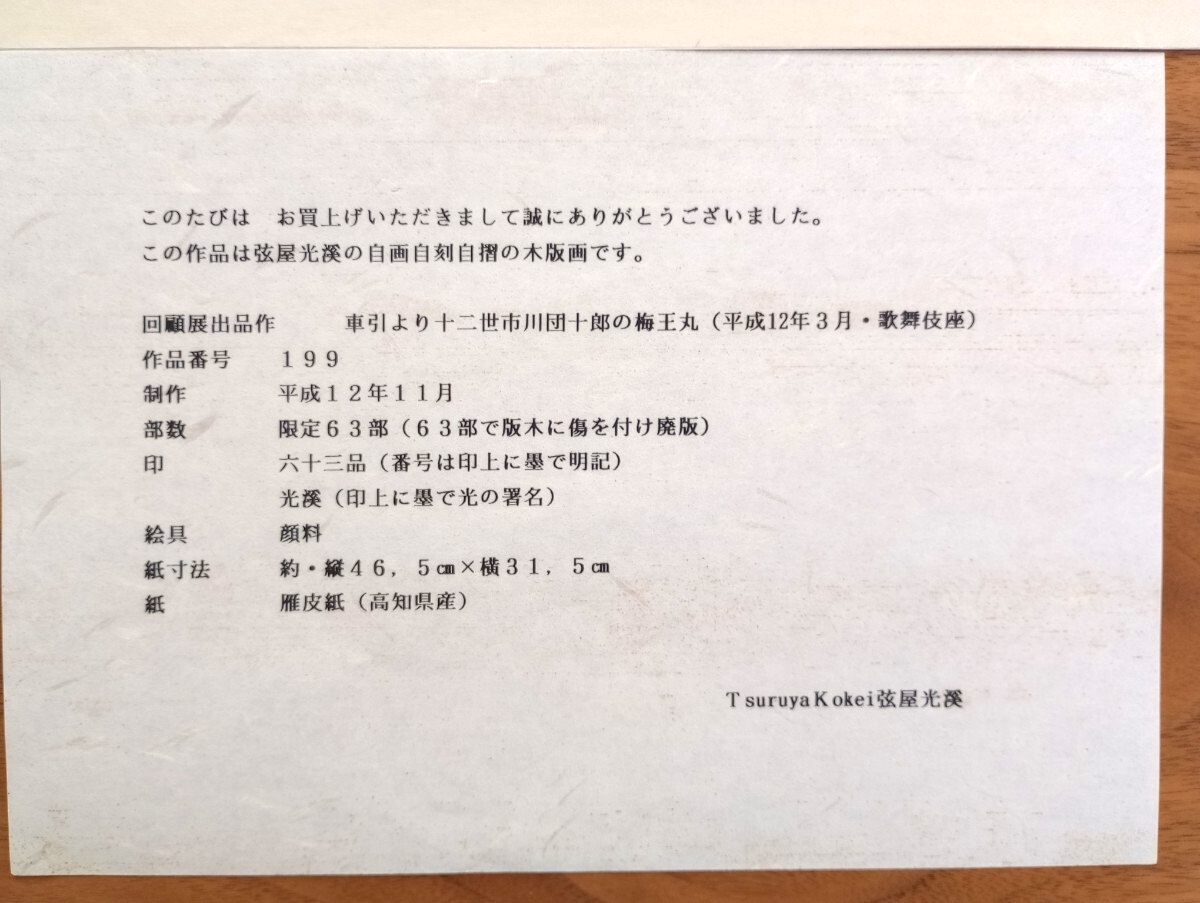 このたびは　お買上げいただきまして誠にありがとうございました。
この作品は弦屋光溪の自画自刻自摺の木版画です。
回顧展出品作　　　車引より十二世市川団十郎の梅王丸（平成12年３月・歌舞伎座）
作品番号　　１９９
制作　　　　平成１２年１１月
部数　　　　限定６３部（６３部で版木に傷を付け廃版）
印　　　　　六十三品（番号は印上に墨で明記）
光溪（印上に墨で光の署名）
絵具　　　　顔料
紙寸法　　　約・縦４６，５㎝×横３１，５㎝
紙　　　　　雁皮紙（高知県産）
ＴsuruyaＫokei弦屋光溪